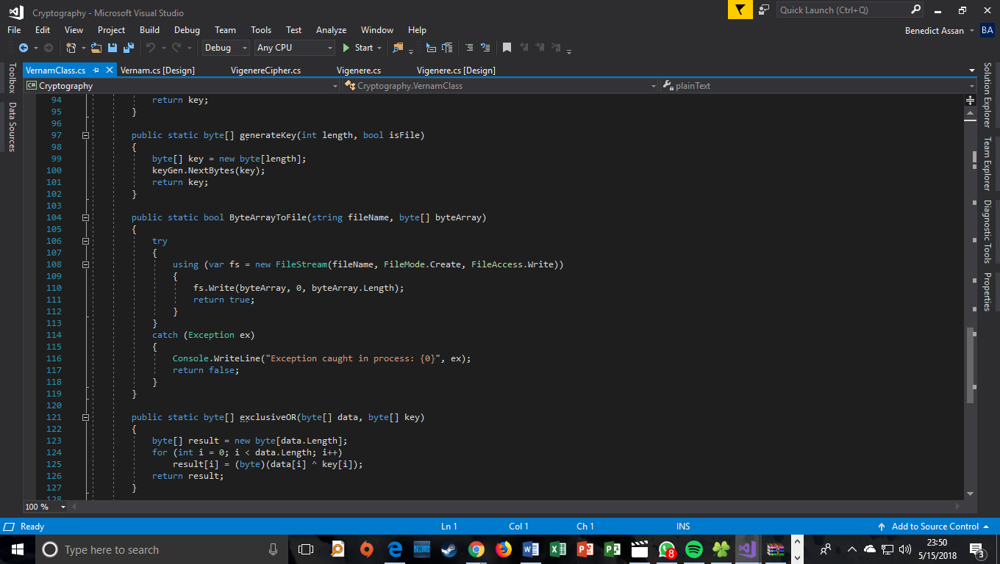 Cryptography - Microsoft Visual Studio
Quick Launch (Ctrl+Q)
File Edit View Project Build Debug Team Tools Test Analyze Window Help
Benedict Assan BA
Debug Any CPU Start
VernamClass.cs Vernam.cs [Design] VigenereCipher.cs Vigenere.cs Vigenere.cs [Design]
C# Cryptography Cryptography.VernamClass plainText
Toolbox
Data Sources
94 return key;
95 }
96
97 public static byte[] generateKey(int length, bool isFile)
98 {
99 byte[] key = new byte[length];
100 keyGen.NextBytes(key);
101 return key;
102 }
103
104 public static bool ByteArrayToFile(string fileName, byte[] byteArray)
105 {
106 try
107 {
108 using (var fs = new FileStream(fileName, FileMode.Create, FileAccess.Write))
109 {
110 fs.Write(byteArray, 0, byteArray.Length);
111 return true;
112 }
113 }
114 catch (Exception ex)
115 {
116 Console.WriteLine("Exception caught in process: {0}", ex);
117 return false;
118 }
119 }
120
121 public static byte[] exclusiveOR(byte[] data, byte[] key)
122 {
123 byte[] result = new byte[data.Length];
124 for (int i = 0; i < data.Length; i++)
125 result[i] = (byte)(data[i] ^ key[i]);
126 return result;
127 }
128
Solution Explorer
Team Explorer
Diagnostic Tools
Properties
100 %
Ready Ln 1 Col 1 Ch 1 INS Add to Source Control
Type here to search
8
23:50
5/15/2018
3